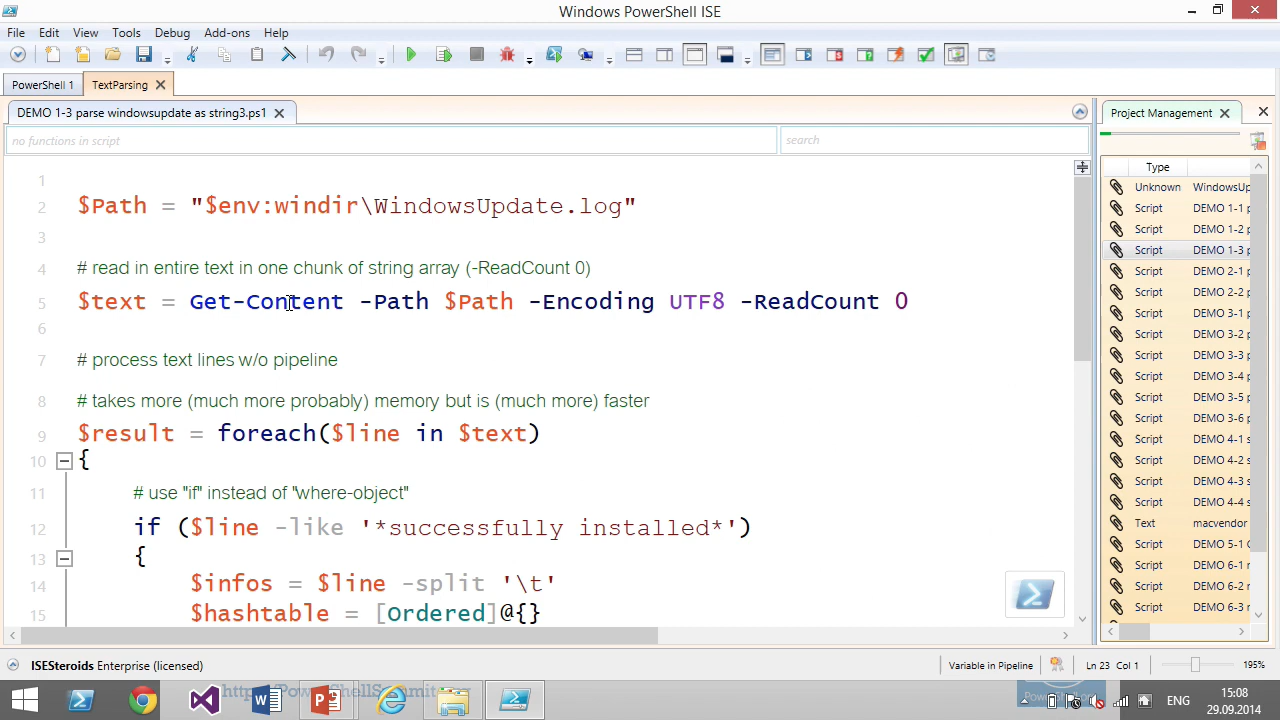 Windows PowerShell ISE
File Edit View Tools Debug Add-ons Help
PowerShell 1 TextParsing
DEMO 1-3 parse windowsupdate as string3.ps1
no functions in script search
1
2 $Path = "$env:windir\WindowsUpdate.log"
3
4 # read in entire text in one chunk of string array (-ReadCount 0)
5 $text = Get-Content -Path $Path -Encoding UTF8 -ReadCount 0
6
7 # process text lines w/o pipeline
8 # takes more (much more probably) memory but is (much more) faster
9 $result = foreach($line in $text)
10 {
11 # use "if" instead of "where-object"
12 if ($line -like '*successfully installed*')
13 {
14 $infos = $line -split '\t'
15 $hashtable = [Ordered]@{}
Project Management
Type
Unknown WindowsUp
Script DEMO 1-1 p
Script DEMO 1-2 p
Script DEMO 1-3 p
Script DEMO 2-1 p
Script DEMO 2-2 p
Script DEMO 3-1 p
Script DEMO 3-2 p
Script DEMO 3-3 p
Script DEMO 3-4 p
Script DEMO 3-5 p
Script DEMO 3-6 p
Script DEMO 4-1 s
Script DEMO 4-2 s
Script DEMO 4-3 s
Script DEMO 4-4 s
Text macvendor
Script DEMO 5-1 G
Script DEMO 6-1 r
Script DEMO 6-2 r
Script DEMO 6-3 r
ISESteroids Enterprise (licensed) Variable in Pipeline Ln 23 Col 1 195%
ENG
15:08
29.09.2014